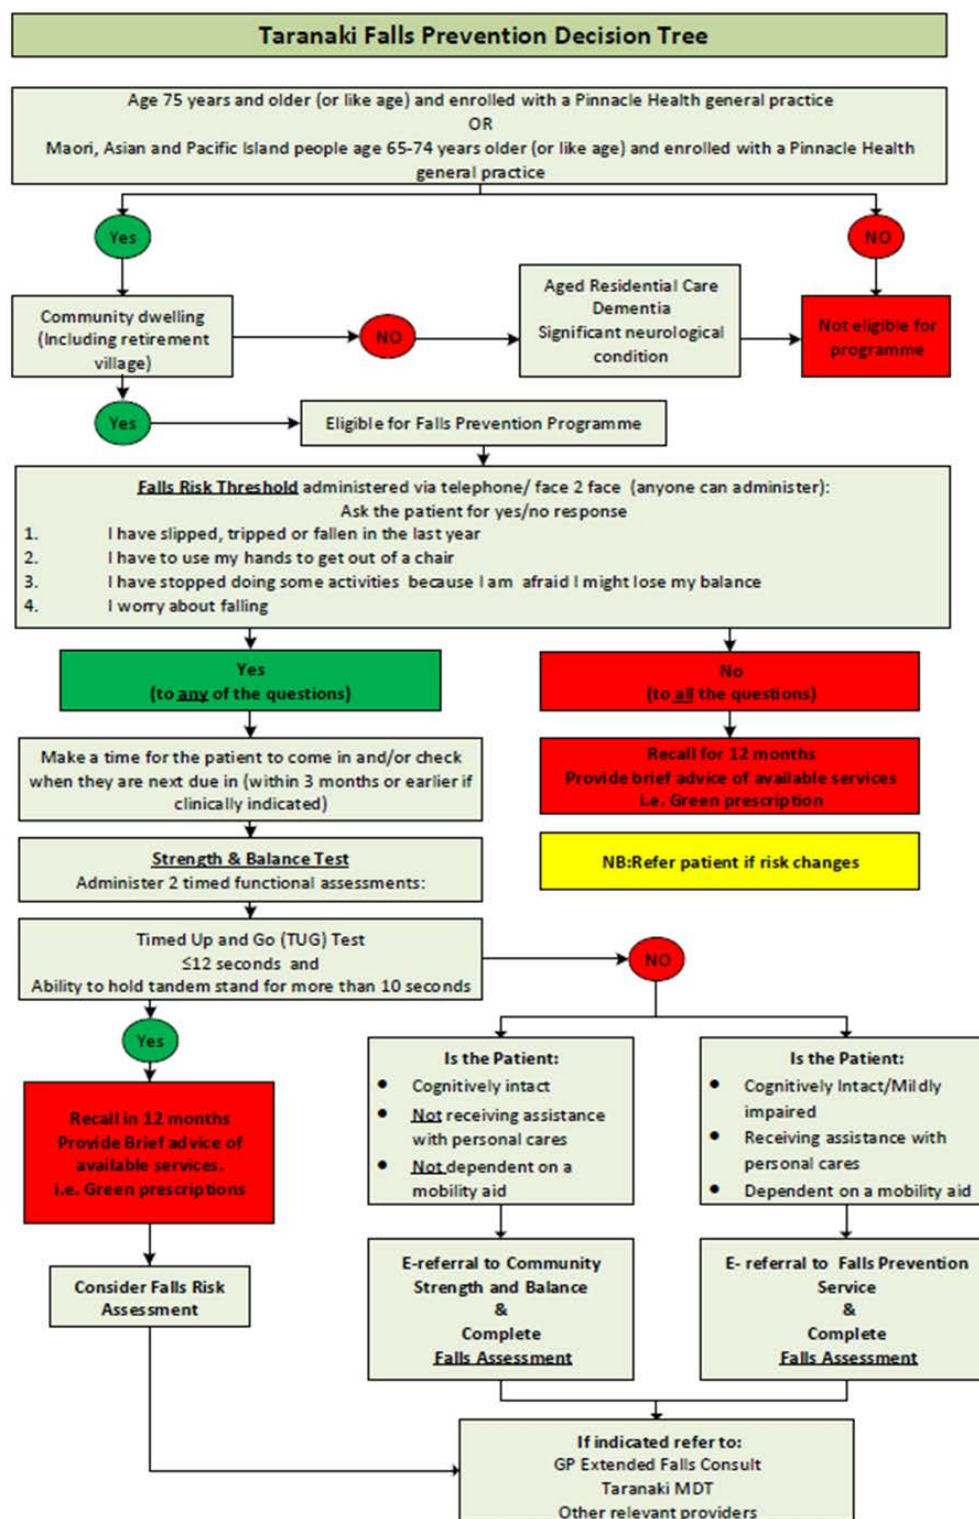 Taranaki Falls Prevention Decision Tree
Age 75 years and older (or like age) and enrolled with a Pinnacle Health general practice
OR
Maori, Asian and Pacific Island people age 65-74 years older (or like age) and enrolled with a Pinnacle Health
general practice
Yes
NO
Community dwelling
(Including retirement
village)
NO
Aged Residential Care
Dementia
Significant neurological
condition
Not eligible for
programme
Yes
Eligible for Falls Prevention Programme
Falls Risk Threshold administered via telephone/ face 2 face (anyone can administer):
Ask the patient for yes/no response
1. I have slipped, tripped or fallen in the last year
2. I have to use my hands to get out of a chair
3. I have stopped doing some activities because I am afraid I might lose my balance
4. I worry about falling
Yes
(to any of the questions)
No
(to all the questions)
Make a time for the patient to come in and/or check
when they are next due in (within 3 months or earlier if
clinically indicated)
Recall for 12 months
Provide brief advice of available services
i.e. Green prescription
Strength & Balance Test
Administer 2 timed functional assessments:
NB:Refer patient if risk changes
Timed Up and Go (TUG) Test
≤12 seconds and
Ability to hold tandem stand for more than 10 seconds
NO
Yes
Recall in 12 months
Provide Brief advice of
available services.
i.e. Green prescriptions
Is the Patient:
• Cognitively intact
• Not receiving assistance
with personal cares
• Not dependent on a
mobility aid
Is the Patient:
• Cognitively Intact/Mildly
impaired
• Receiving assistance with
personal cares
• Dependent on a mobility aid
Consider Falls Risk
Assessment
E-referral to Community
Strength and Balance
&
Complete
Falls Assessment
E- referral to Falls Prevention
Service
&
Complete
Falls Assessment
If indicated refer to:
GP Extended Falls Consult
Taranaki MDT
Other relevant providers